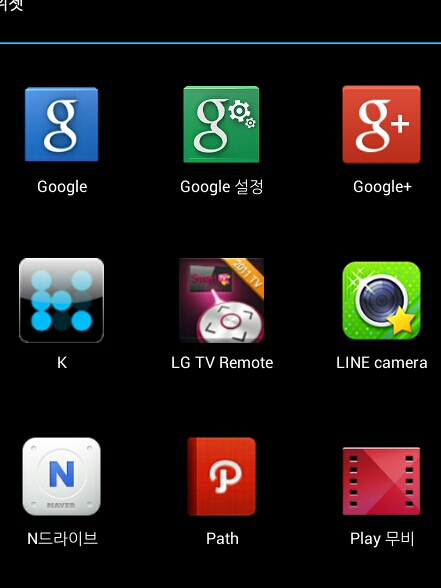 위젯
g
g
g+
Google
Google 설정
Google+
2011 TV
K
LG TV Remote
LINE camera
N
NAVER
P
N드라이브
Path
Play 무비